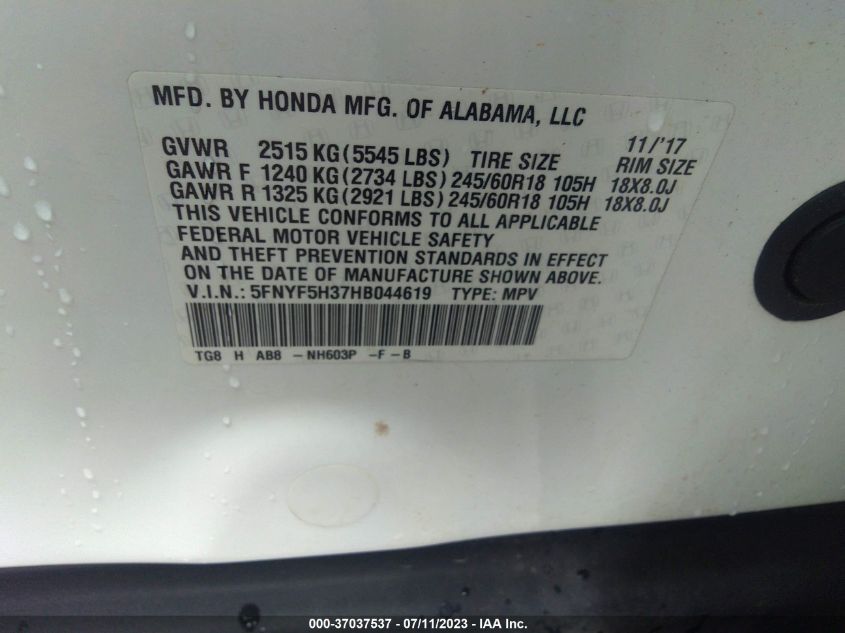 MFD. BY HONDA MFG. OF ALABAMA, LLC
11/'17
GVWR 2515 KG (5545 LBS) TIRE SIZE RIM SIZE
GAWR F 1240 KG (2734 LBS) 245/60R18 105H 18X8.0J
GAWR R 1325 KG (2921 LBS) 245/60R18 105H 18X8.0J
THIS VEHICLE CONFORMS TO ALL APPLICABLE
FEDERAL MOTOR VEHICLE SAFETY
AND THEFT PREVENTION STANDARDS IN EFFECT
ON THE DATE OF MANUFACTURE SHOWN ABOVE.
V.I.N.: 5FNYF5H37HB044619 TYPE: MPV
TG8 H AB8 -NH603P -F-B
000-37037537 - 07/11/2023 - IAA Inc.